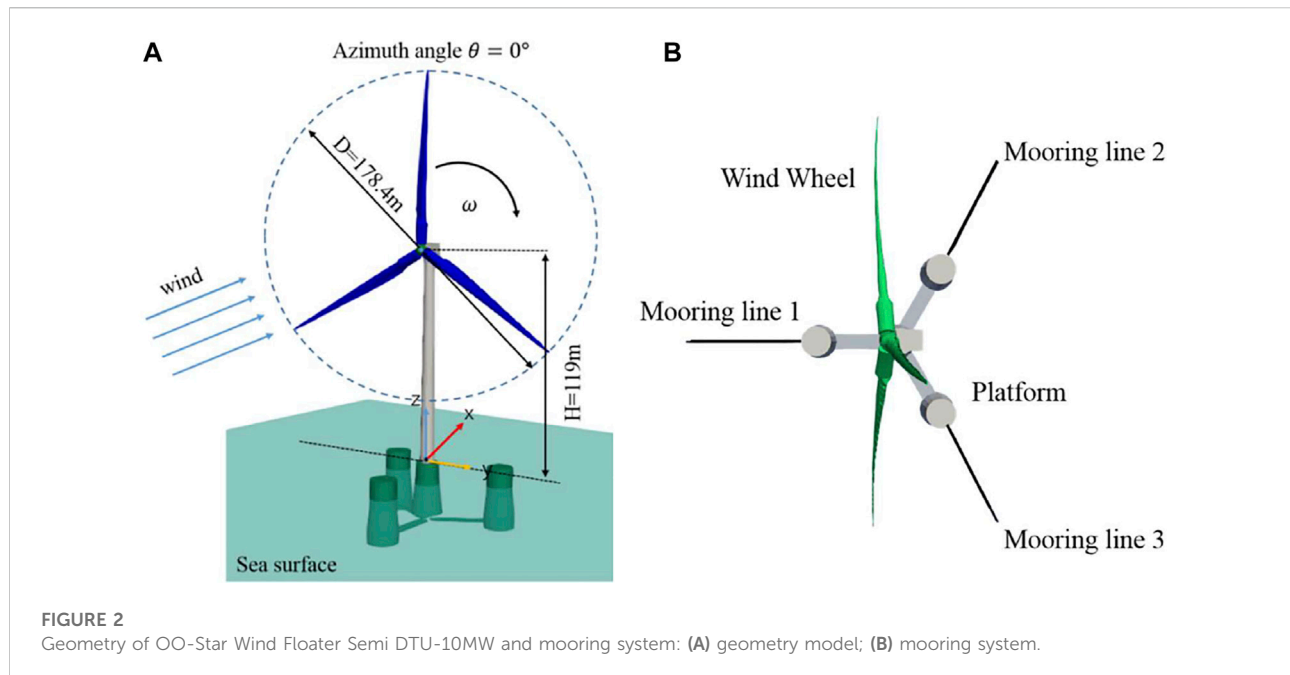 A
Azimuth angle θ = 0°
D=178.4m
ω
wind
H=119m
z
x
y
Sea surface
B
Mooring line 2
Wind Wheel
Mooring line 1
Platform
Mooring line 3
FIGURE 2
Geometry of OO-Star Wind Floater Semi DTU-10MW and mooring system: (A) geometry model; (B) mooring system.